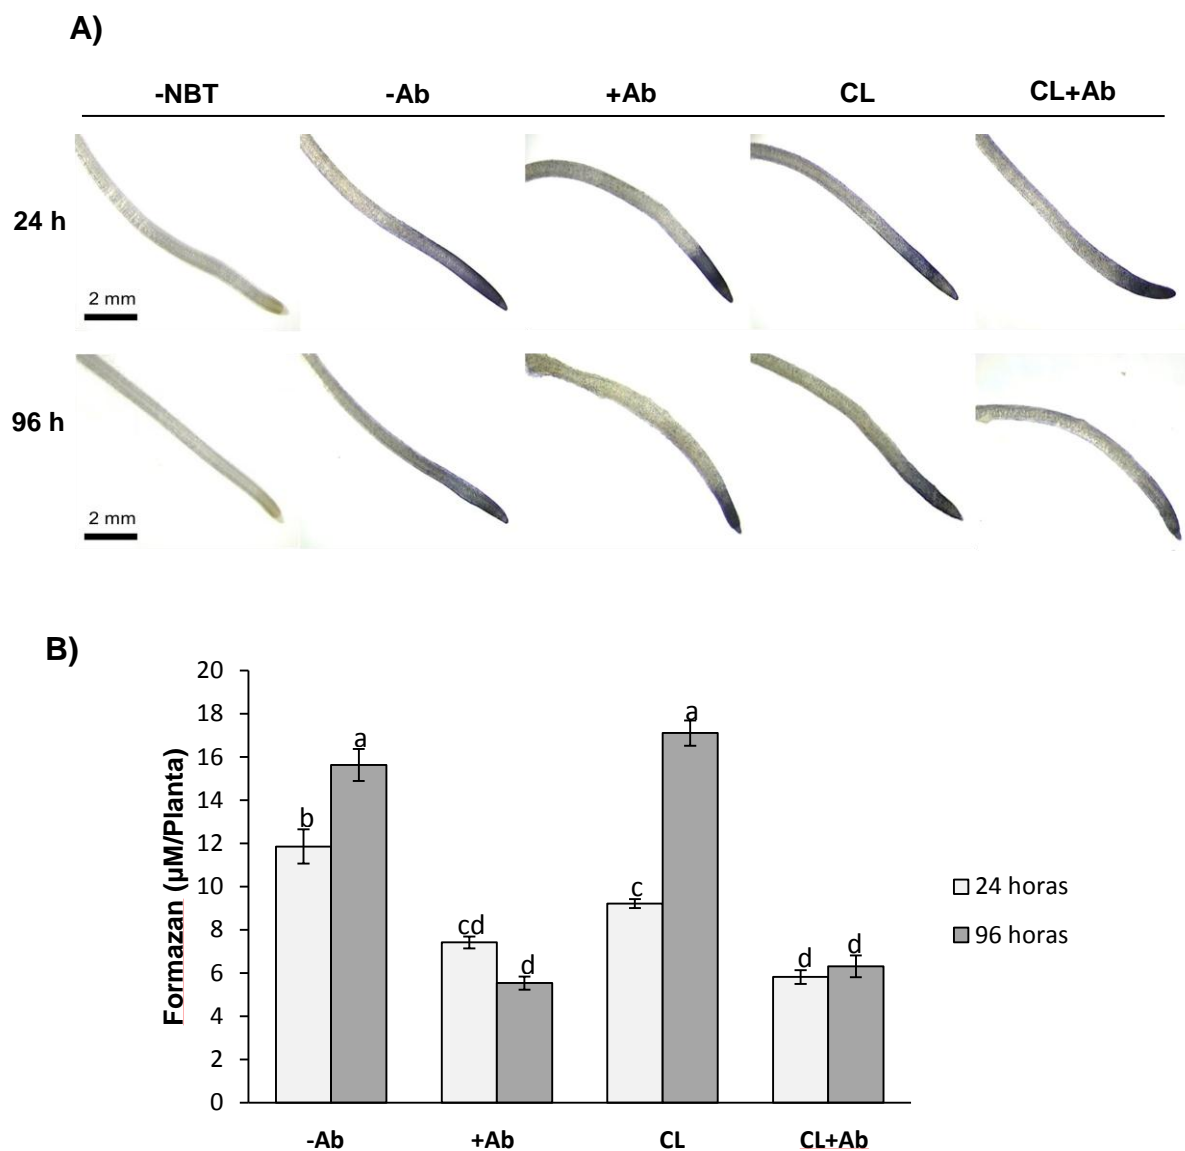 A)
-NBT -Ab +Ab CL CL+Ab
24 h
2 mm
96 h
2 mm
B)
Formazan (µM/Planta)
20
18
16
14
12
10
8
6
4
2
0
b a
cd d
c a
d d
24 horas
96 horas
-Ab +Ab CL CL+Ab